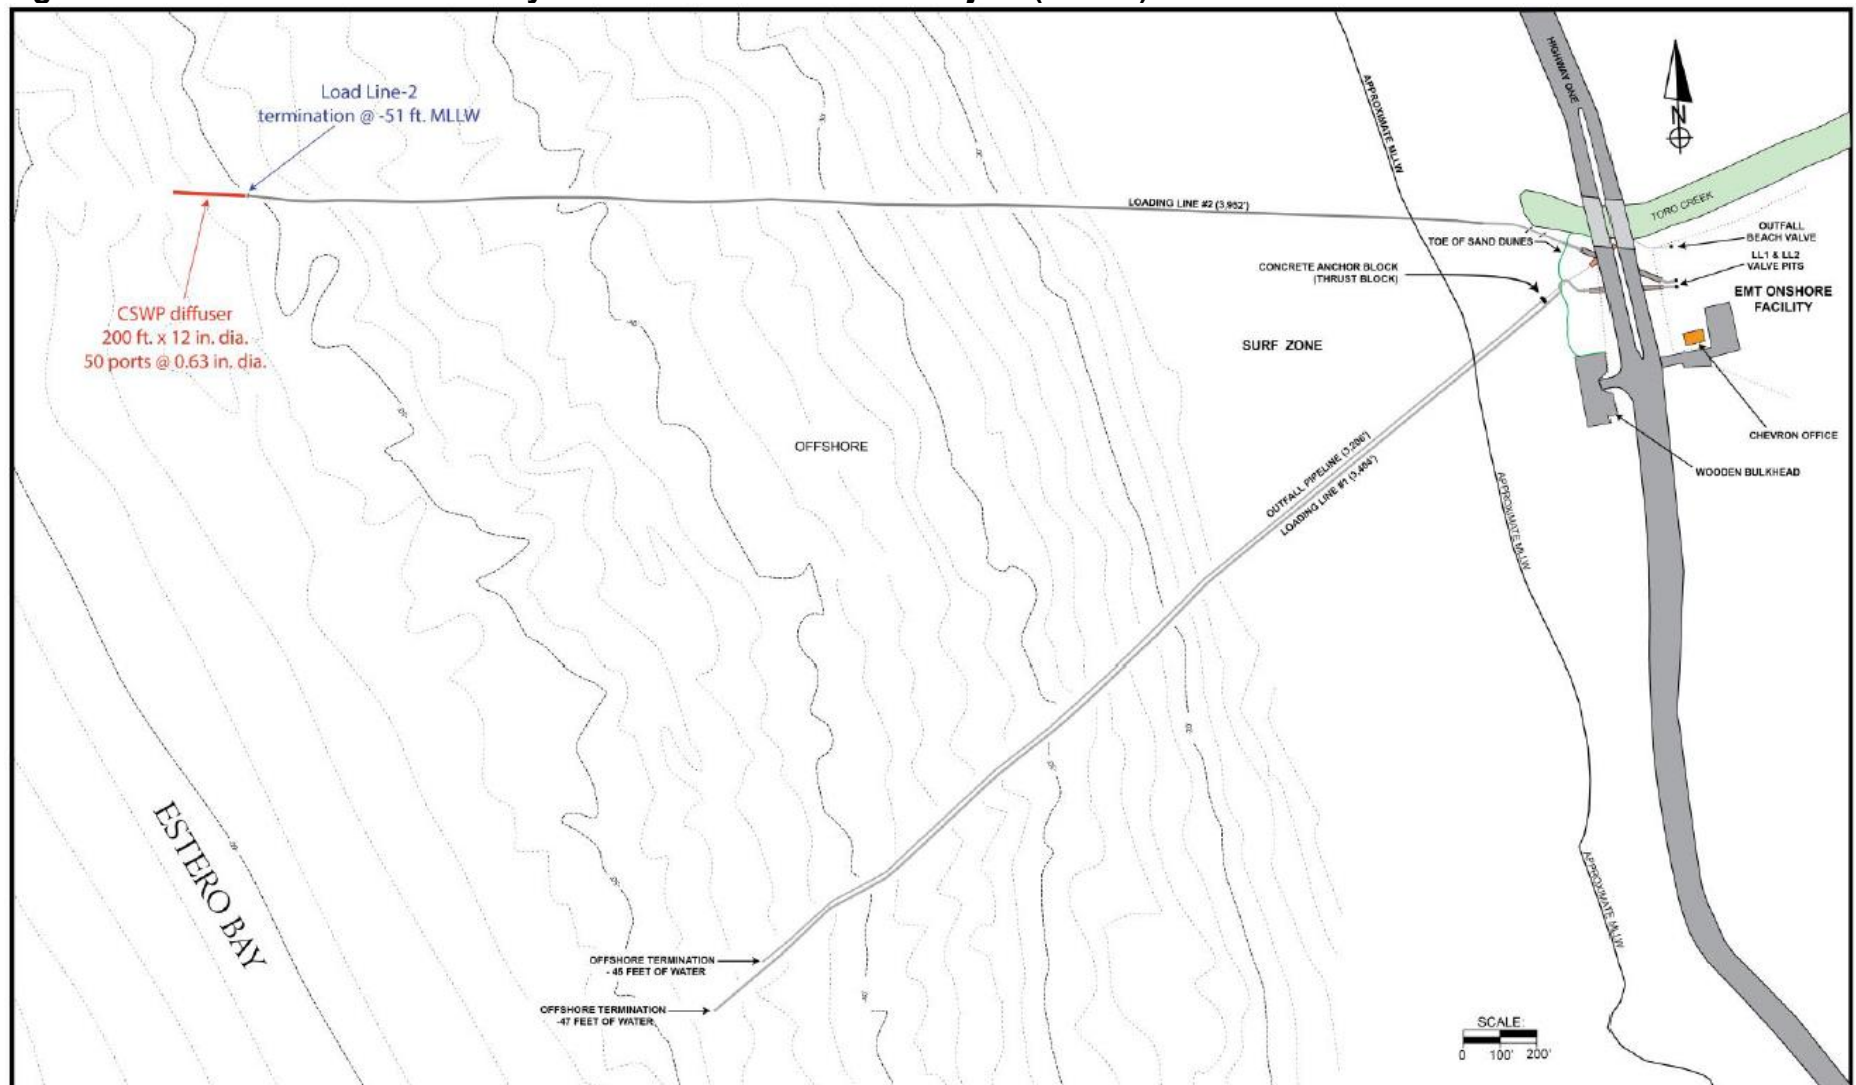 Load Line-2
termination @ -51 ft. MLLW
CSWP diffuser
200 ft. x 12 in. dia.
50 ports @ 0.63 in. dia.
ESTERO BAY
OFFSHORE
SURF ZONE
LOADING LINE #2 (3,952')
TOE OF SAND DUNES
CONCRETE ANCHOR BLOCK
(THRUST BLOCK)
OUTFALL PIPELINE (3,206')
LOADING LINE #1 (3,464')
OFFSHORE TERMINATION
- 45 FEET OF WATER
OFFSHORE TERMINATION
-47 FEET OF WATER
APPROXIMATE MLLW
APPROXIMATE MLLW
APPROXIMATE MLLW
HIGHWAY ONE
N
TORO CREEK
OUTFALL
BEACH VALVE
LL1 & LL2
VALVE PITS
EMT ONSHORE
FACILITY
CHEVRON OFFICE
WOODEN BULKHEAD
SCALE:
0 100' 200'